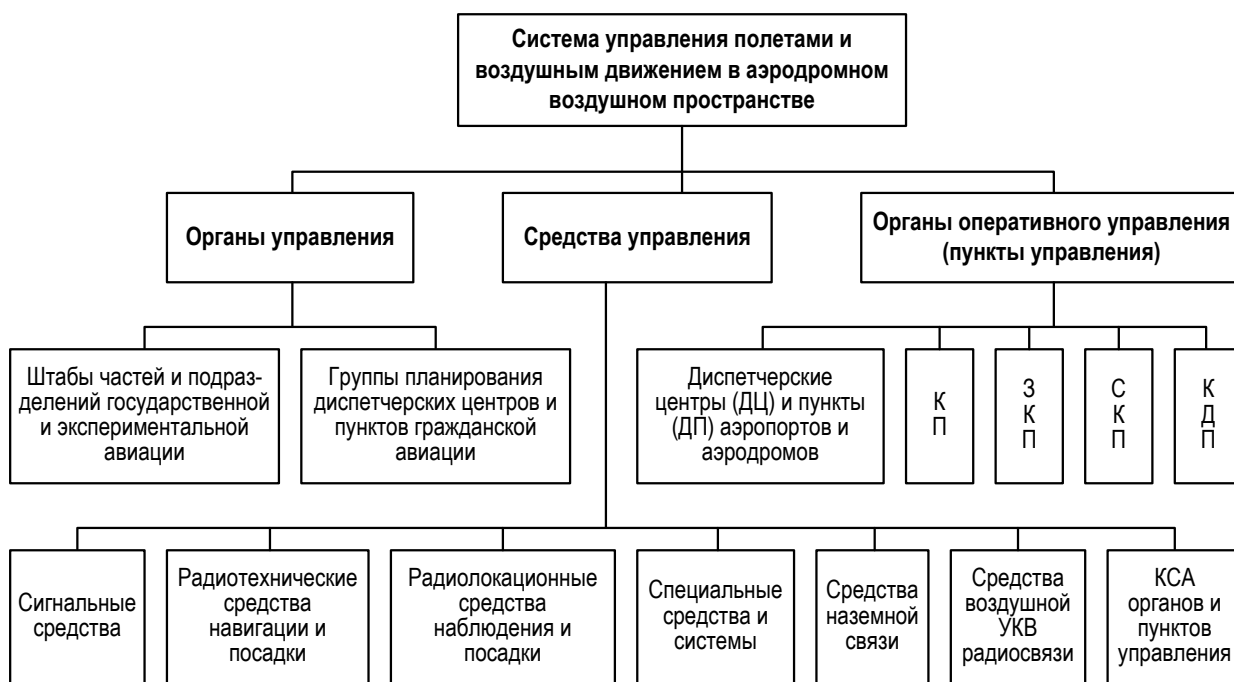 Система управления полетами и
воздушным движением в аэродромном
воздушном пространстве
Органы управления
Средства управления
Органы оперативного управления
(пункты управления)
Штабы частей и подраз-
делений государственной
и экспериментальной
авиации
Группы планирования
диспетчерских центров и
пунктов гражданской
авиации
Диспетчерские
центры (ДЦ) и пункты
(ДП) аэропортов и
аэродромов
К
П
З
К
П
С
К
П
К
Д
П
Сигнальные
средства
Радиотехнические
средства
навигации и
посадки
Радиолокационные
средства
наблюдения и
посадки
Специальные
средства и
системы
Средства
наземной
связи
Средства
воздушной
УКВ
радиосвязи
КСА
органов и
пунктов
управления